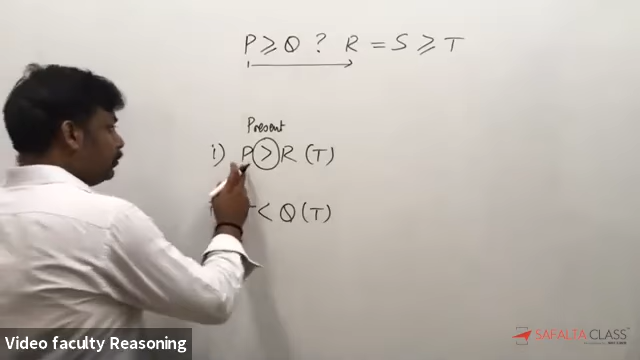 P ≥ Q ? R = S ≥ T
Present
i) P > R (T)
< Q (T)
Video faculty Reasoning
SAFALTA CLASS